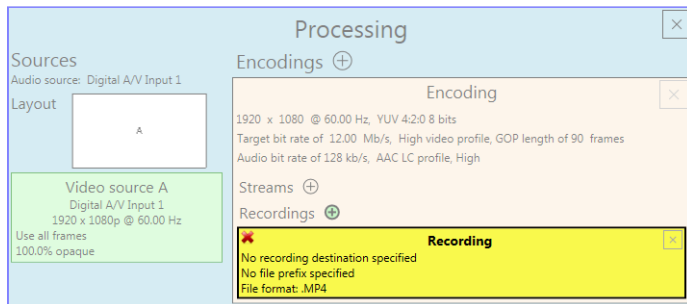 Processing
Sources
Audio source: Digital A/V Input 1
Layout
A
Video source A
Digital A/V Input 1
1920 x 1080p @ 60.00 Hz
Use all frames
100.0% opaque
Encodings
Encoding
1920 x 1080 @ 60.00 Hz, YUV 4:2:0 8 bits
Target bit rate of 12.00 Mb/s, High video profile, GOP length of 90 frames
Audio bit rate of 128 kb/s, AAC LC profile, High
Streams
Recordings
Recording
No recording destination specified
No file prefix specified
File format: .MP4